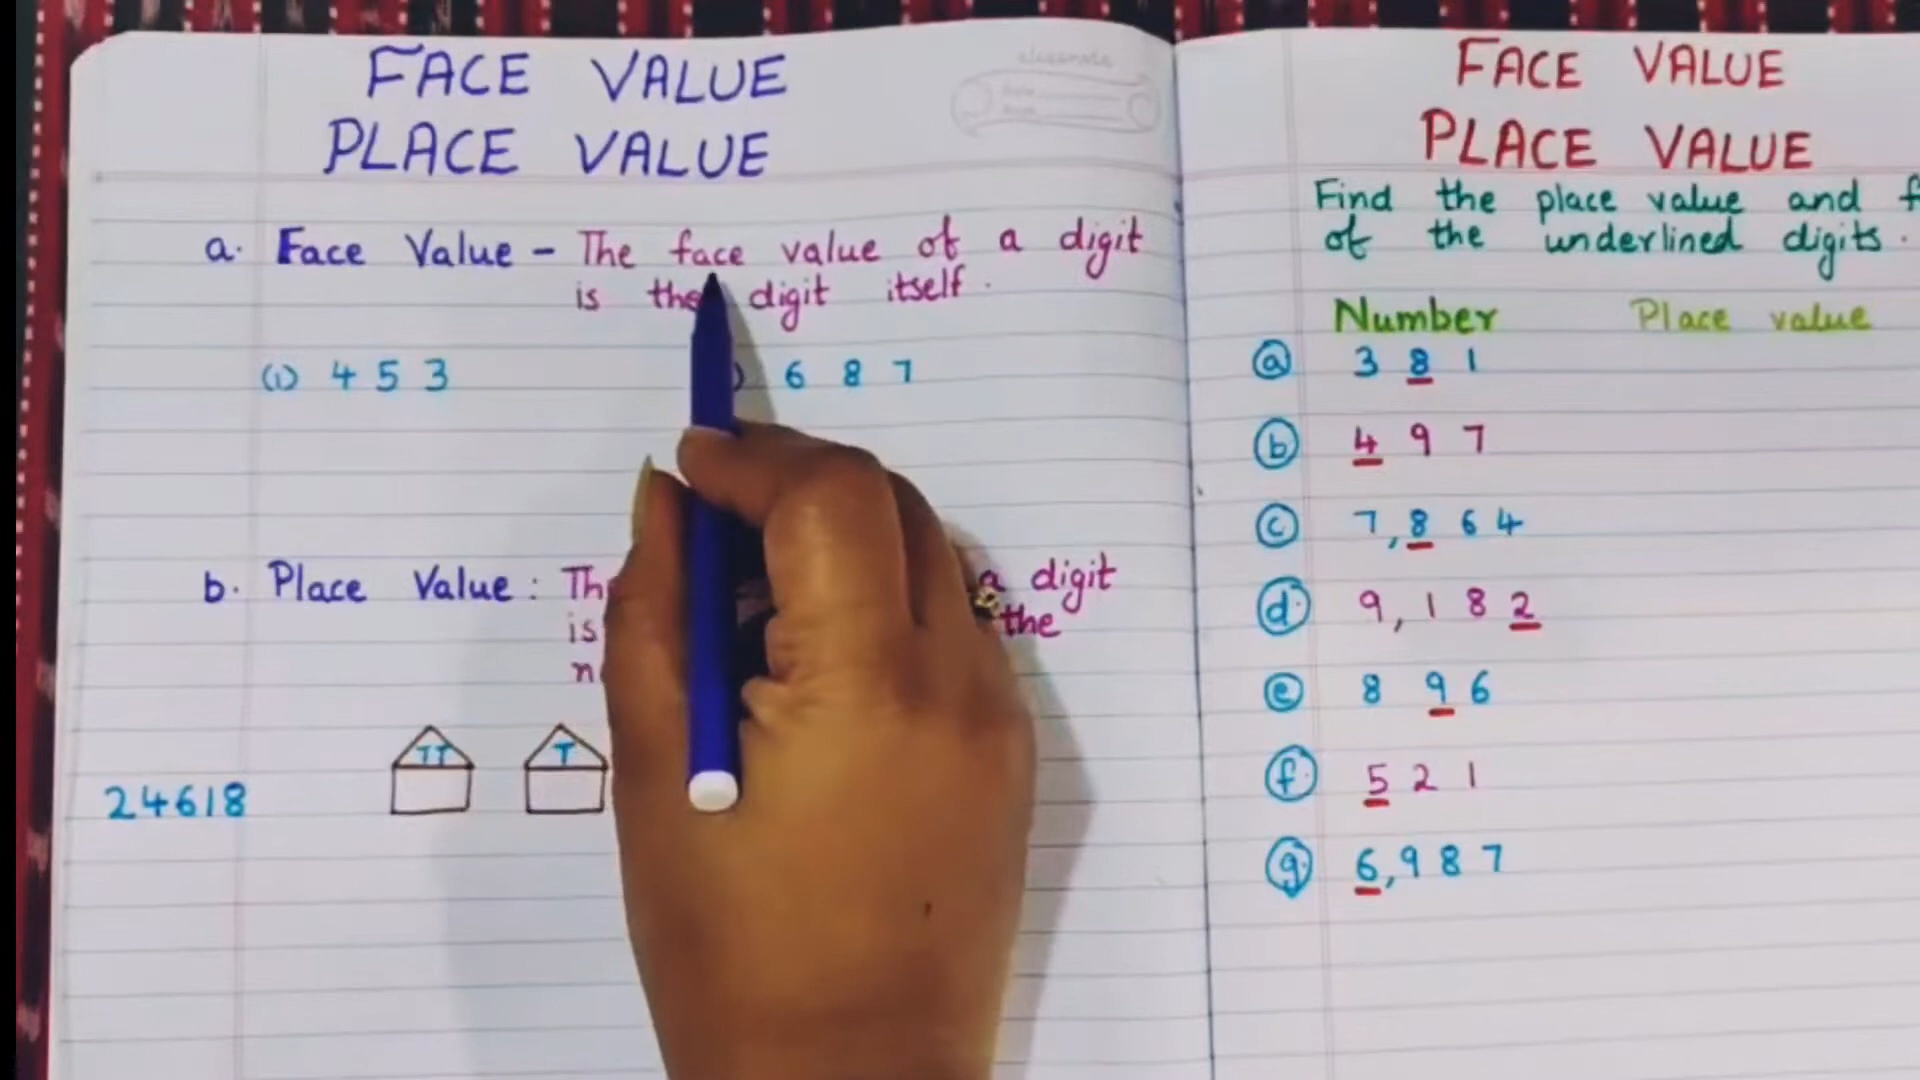 FACE VALUE
PLACE VALUE
a. Face Value - The face value of a digit
is the digit itself.
(i) 4 5 3
6 8 7
b. Place Value: a digit
is the
24618
TT
T
classmate
FACE VALUE
PLACE VALUE
Find the place value and
of the underlined digits.
Number Place value
(a) 3 8 1
(b) 4 9 7
(c) 7,8 6 4
(d) 9,1 8 2
(e) 8 9 6
(f) 5 2 1
(g) 6,9 8 7